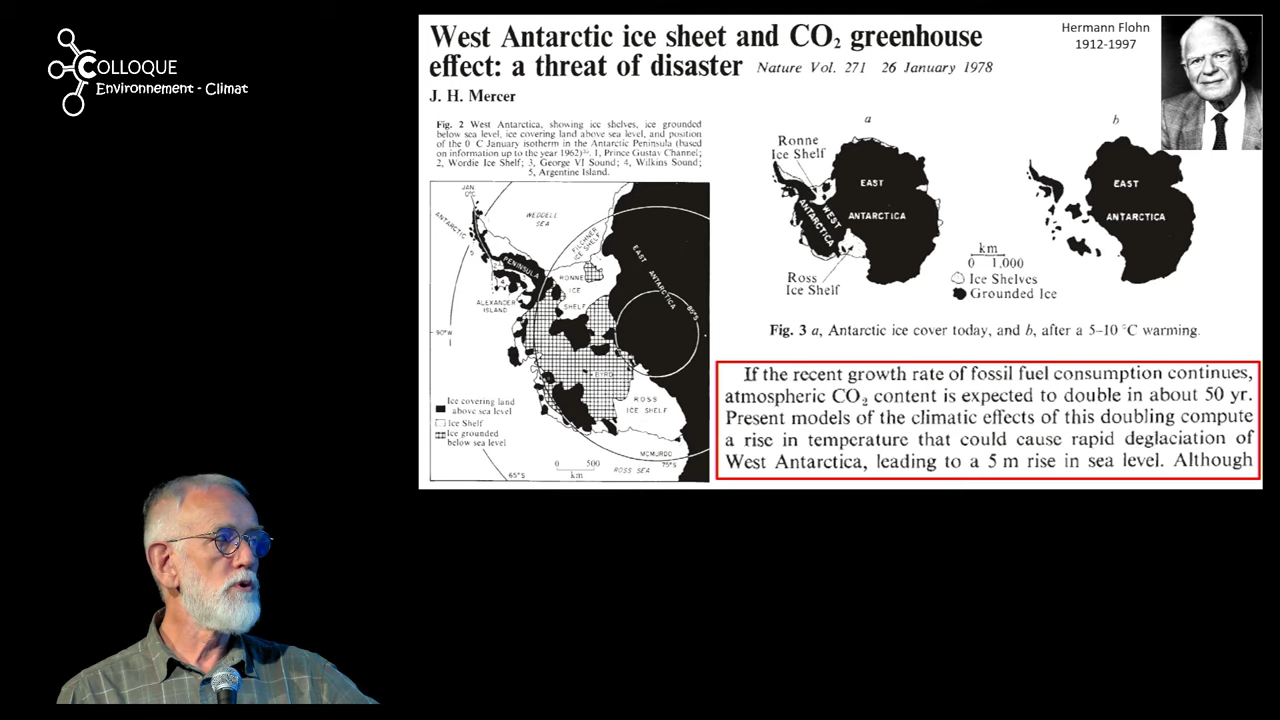 COLLOQUE
Environnement - Climat
West Antarctic ice sheet and CO₂ greenhouse
effect: a threat of disaster Nature Vol. 271 26 January 1978
J. H. Mercer
Hermann Flohn
1912-1997
Fig. 2 West Antarctica, showing ice shelves, ice grounded
below sea level, ice covering land above sea level, and position
of the 0 C January isotherm in the Antarctic Peninsula (based
on information up to the year 1962). 1, Prince Gustav Channel;
2, Wordie Ice Shelf; 3, George VI Sound; 4, Wilkins Sound;
5, Argentine Island.
JAN
0°C
WEDDELL
SEA
ANTARCTIC
PENINSULA
FILCHNER
ICE SHELF
EAST ANTARCTICA
RONNE
ICE
SHELF
ALEXANDER
ISLAND
85°S
90°W
BYRD
ROSS
ICE SHELF
Ice covering land
above sea level
Ice Shelf
Ice grounded
below sea level
0 500
km
MCMURDO
75°S
ROSS SEA
65°S
a
b
Ronne
Ice Shelf
EAST
ANTARCTICA
WEST
ANTARCTICA
Ross
Ice Shelf
EAST
ANTARCTICA
km
0 1,000
Ice Shelves
Grounded Ice
Fig. 3 a, Antarctic ice cover today, and b, after a 5–10 °C warming.
If the recent growth rate of fossil fuel consumption continues,
atmospheric CO₂ content is expected to double in about 50 yr.
Present models of the climatic effects of this doubling compute
a rise in temperature that could cause rapid deglaciation of
West Antarctica, leading to a 5 m rise in sea level. Although